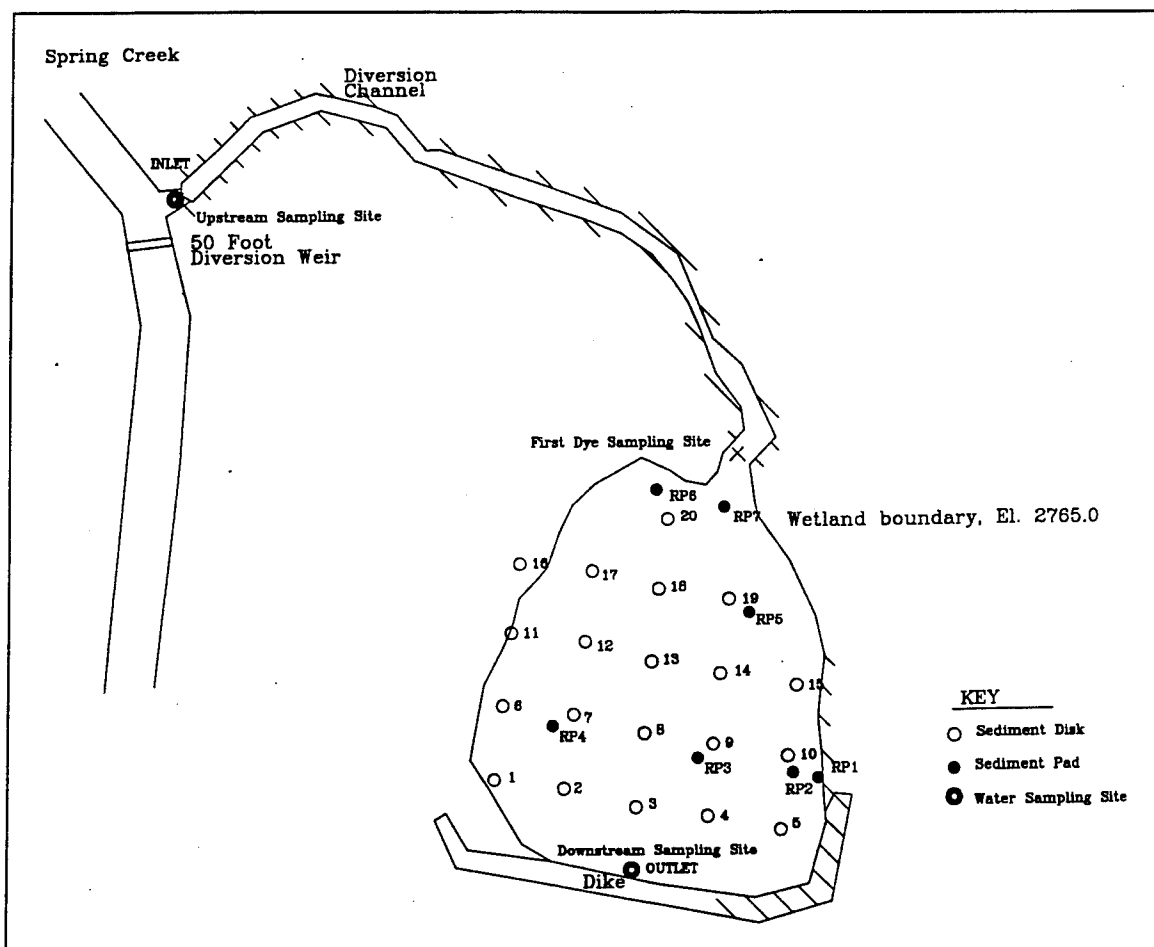 Spring Creek
Diversion
Channel
INLET
Upstream Sampling Site
50 Foot
Diversion Weir
First Dye Sampling Site
RP6
20
RP7
Wetland boundary, El. 2765.0
16
17
18
19
RP5
11
12
13
14
15
6
7
RP4
8
9
RP3
10
RP2
RP1
1
2
3
4
5
Downstream Sampling Site
OUTLET
Dike
KEY
Sediment Disk
Sediment Pad
Water Sampling Site